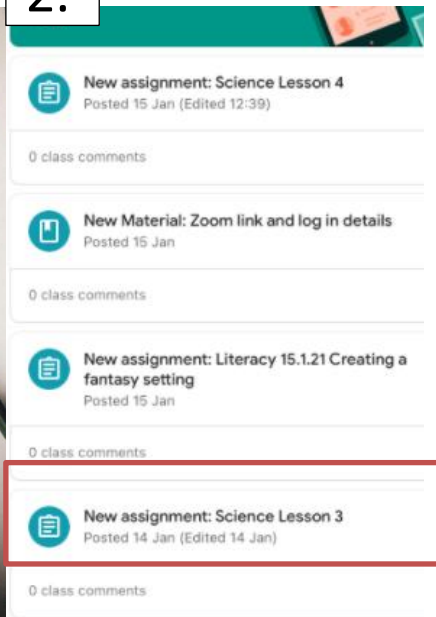 2.
New assignment: Science Lesson 4
Posted 15 Jan (Edited 12:39)
0 class comments
New Material: Zoom link and log in details
Posted 15 Jan
0 class comments
New assignment: Literacy 15.1.21 Creating a
fantasy setting
Posted 15 Jan
0 class comments
New assignment: Science Lesson 3
Posted 14 Jan (Edited 14 Jan)
0 class comments